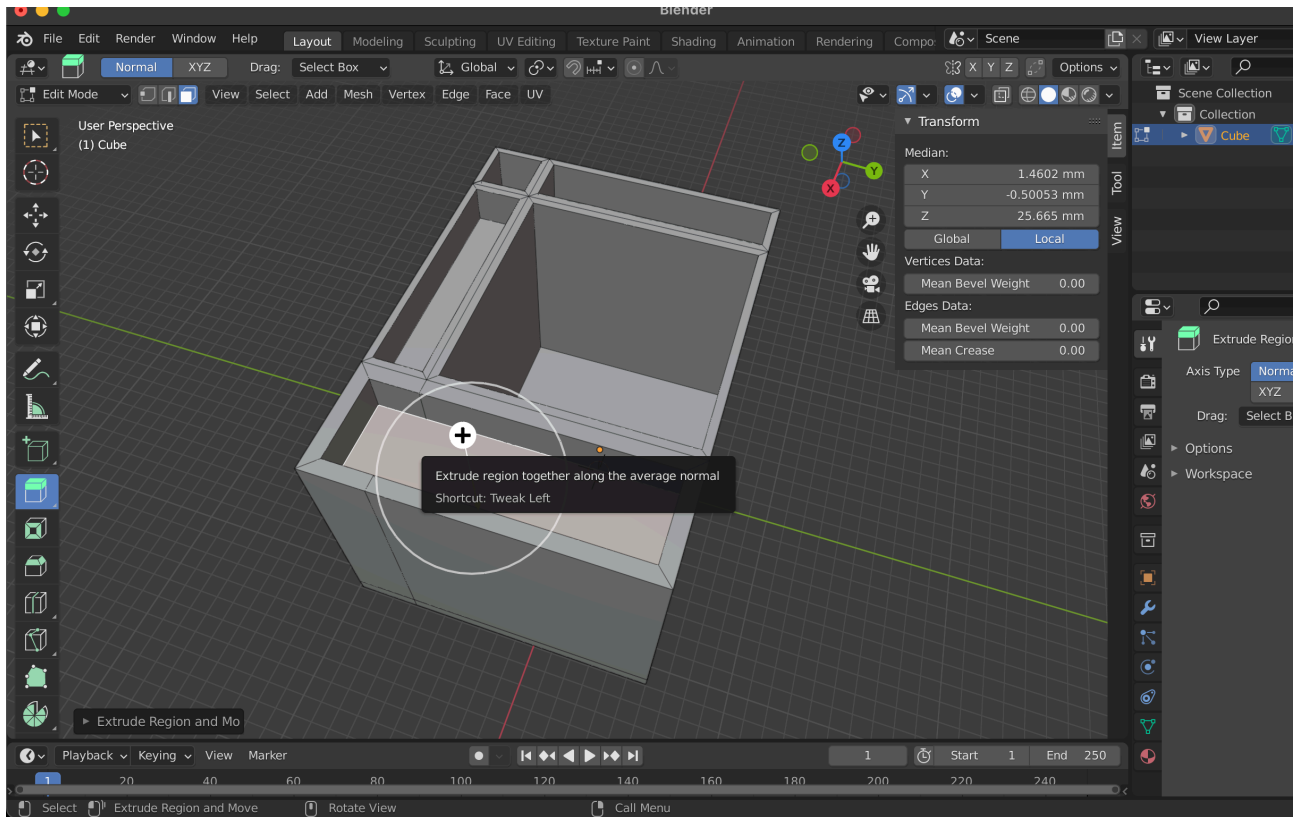 Blender
File Edit Render Window Help Layout Modeling Sculpting UV Editing Texture Paint Shading Animation Rendering Compo Scene View Layer
Normal XYZ Drag: Select Box Global X Y Z Options
Edit Mode View Select Add Mesh Vertex Edge Face UV
User Perspective
(1) Cube
Z
Y
X
Transform
Median:
X 1.4602 mm
Y -0.50053 mm
Z 25.665 mm
Global Local
Vertices Data:
Mean Bevel Weight 0.00
Edges Data:
Mean Bevel Weight 0.00
Mean Crease 0.00
Item
Tool
View
Scene Collection
Collection
Cube
Extrude Regio
Axis Type Norma
XYZ
Drag: Select B
Options
Workspace
Extrude region together along the average normal
Shortcut: Tweak Left
Extrude Region and Mo
Playback Keying View Marker 1 Start 1 End 250
1 20 40 60 80 100 120 140 160 180 200 220 240
Select Extrude Region and Move Rotate View Call Menu